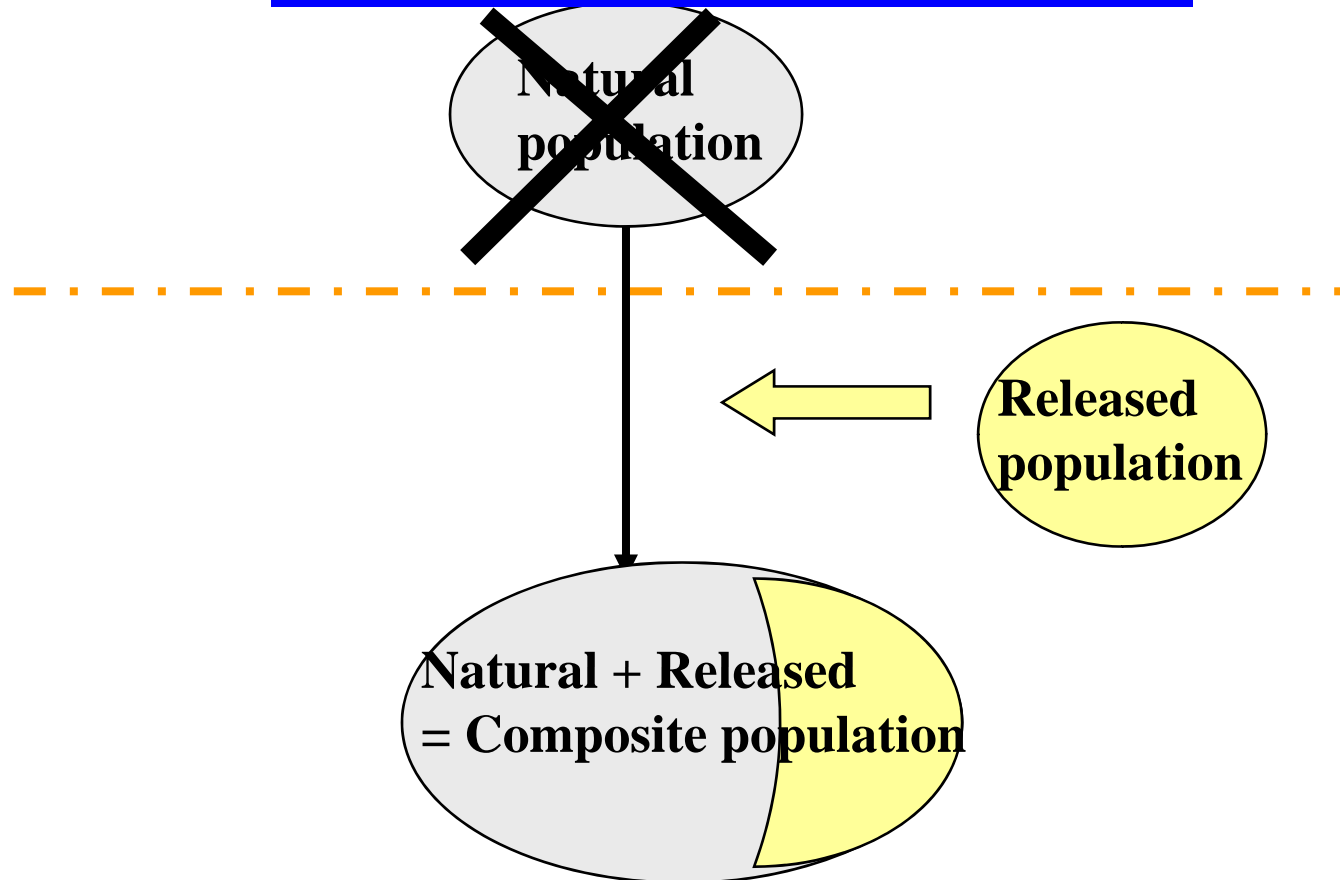 Natural
population
Released
population
Natural + Released
= Composite population